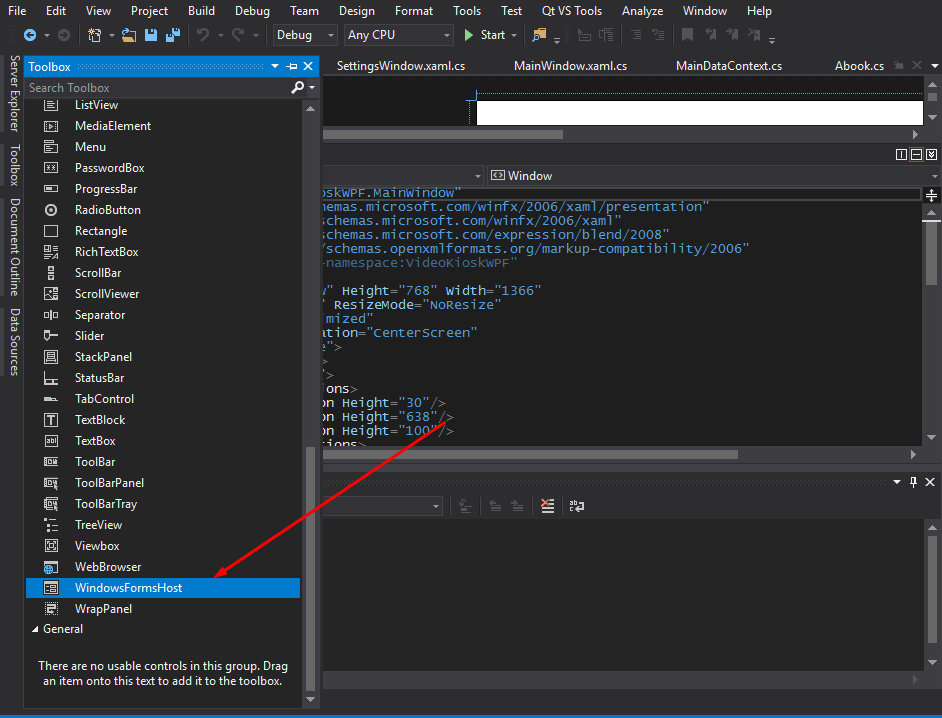 File Edit View Project Build Debug Team Design Format Tools Test Qt VS Tools Analyze Window Help
Debug Any CPU Start
Server Explorer
Toolbox
Document Outline
Data Sources
Toolbox
Search Toolbox
ListView
MediaElement
Menu
PasswordBox
ProgressBar
RadioButton
Rectangle
RichTextBox
ScrollBar
ScrollViewer
Separator
Slider
StackPanel
StatusBar
TabControl
TextBlock
TextBox
ToolBar
ToolBarPanel
ToolBarTray
TreeView
Viewbox
WebBrowser
WindowsFormsHost
WrapPanel
General
There are no usable controls in this group. Drag
an item onto this text to add it to the toolbox.
SettingsWindow.xaml.cs MainWindow.xaml.cs MainDataContext.cs Abook.cs
Window
oskWPF.MainWindow"
hemas.microsoft.com/winfx/2006/xaml/presentation"
schemas.microsoft.com/winfx/2006/xaml"
schemas.microsoft.com/expression/blend/2008"
/schemas.openxmlformats.org/markup-compatibility/2006"
-namespace:VideoKioskWPF"
w" Height="768" Width="1366"
" ResizeMode="NoResize"
imized"
ation="CenterScreen"
e">
>
/>
ions>
on Height="30"/>
on Height="638"/>
on Height="100"/>
tions>